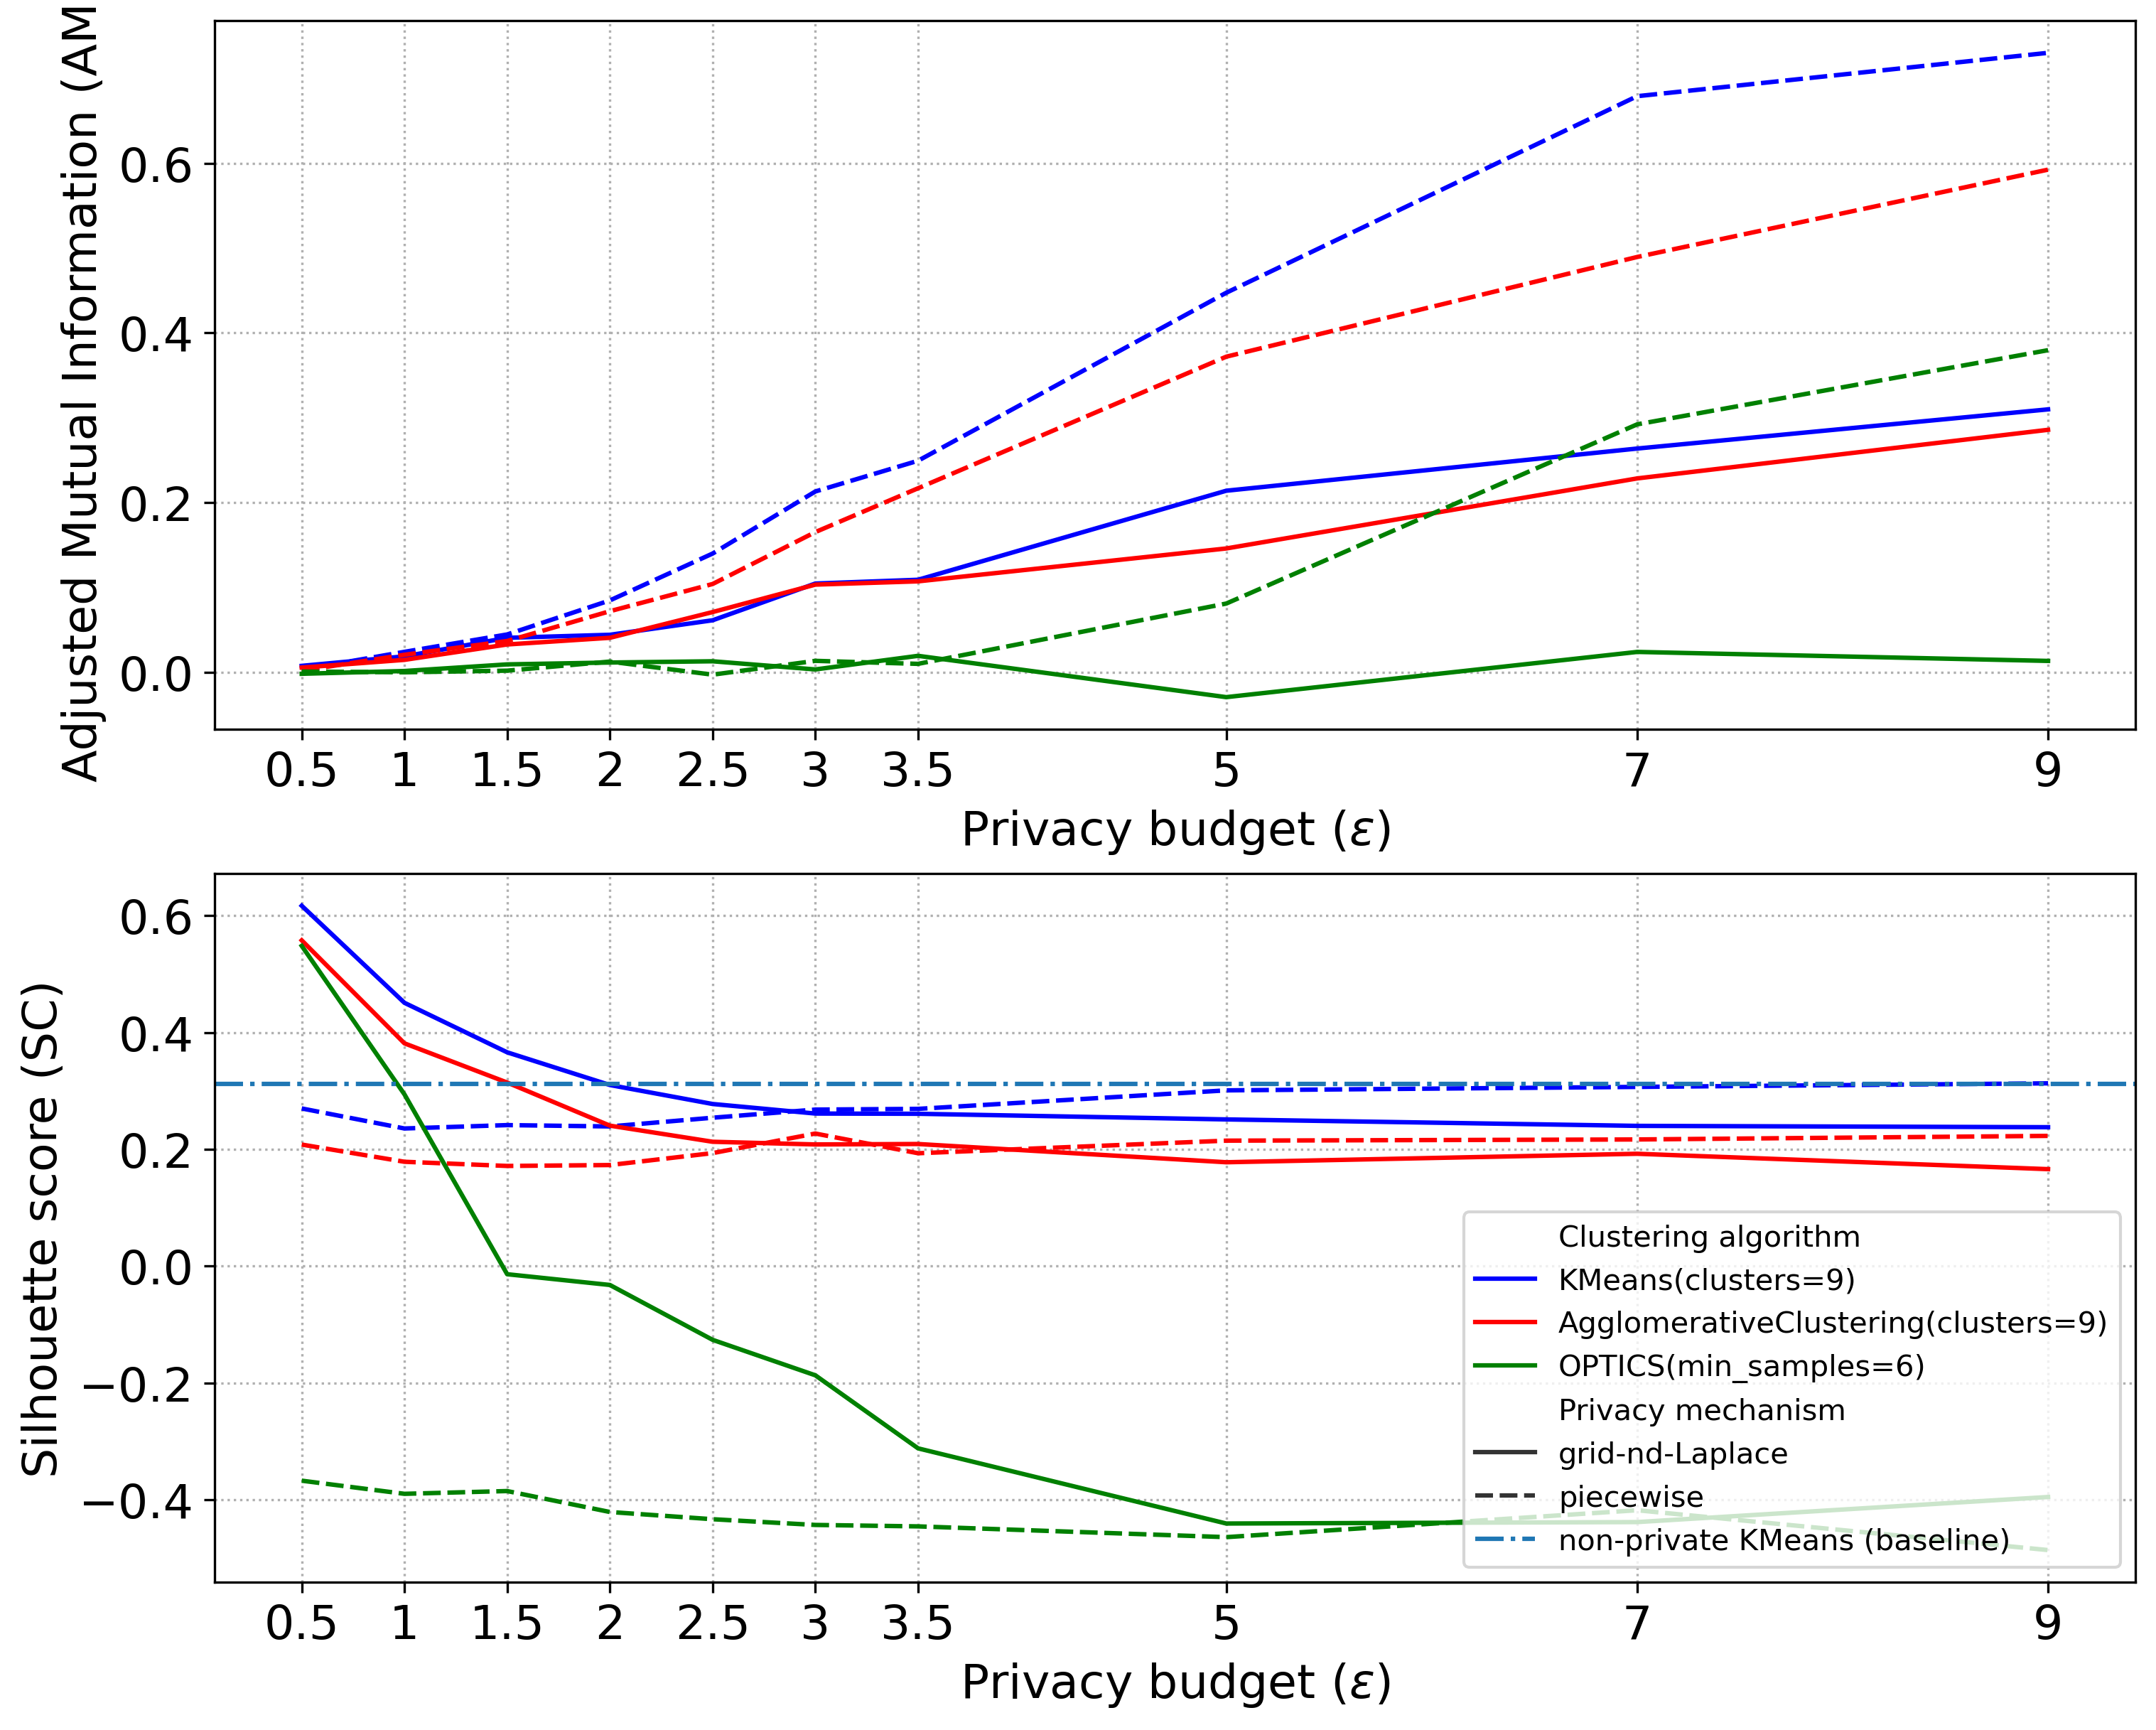 Adjusted Mutual Information (AM
0.6
0.4
0.2
0.0
0.5 1 1.5 2 2.5 3 3.5 5 7 9
Privacy budget (ε)
Silhouette score (SC)
0.6
0.4
0.2
0.0
−0.2
−0.4
Clustering algorithm
KMeans(clusters=9)
AgglomerativeClustering(clusters=9)
OPTICS(min_samples=6)
Privacy mechanism
grid-nd-Laplace
piecewise
non-private KMeans (baseline)
0.5 1 1.5 2 2.5 3 3.5 5 7 9
Privacy budget (ε)